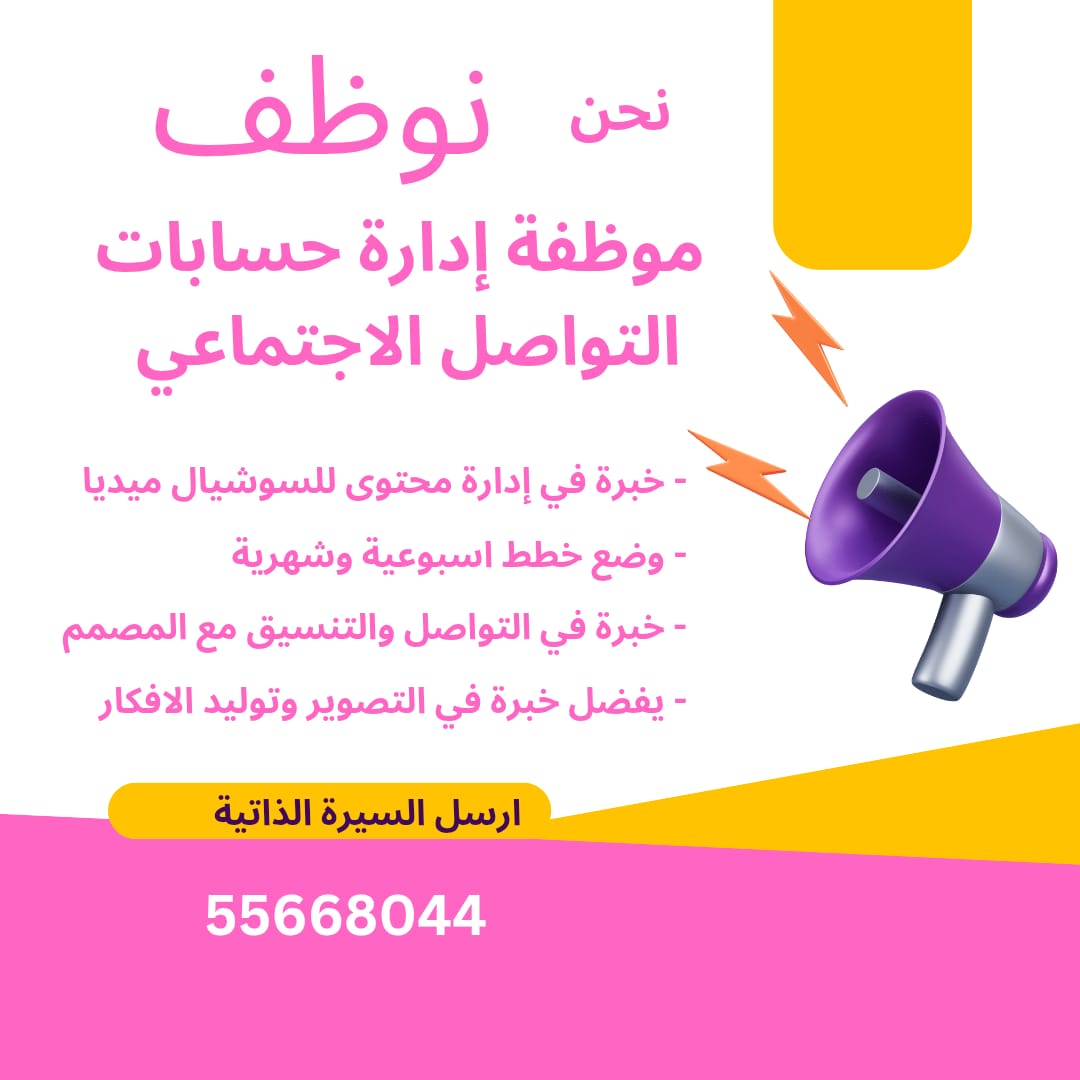 نحن نوظف
موظفة إدارة حسابات
التواصل الاجتماعي
- خبرة في إدارة محتوى للسوشيال ميديا
- وضع خطط اسبوعية وشهرية
- خبرة في التواصل والتنسيق مع المصمم
- يفضل خبرة في التصوير وتوليد الافكار
ارسل السيرة الذاتية
55668044